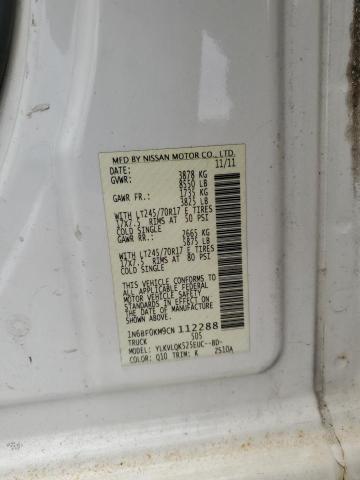 MFD BY NISSAN MOTOR CO., LTD.
DATE: 11/11
GVWR: 3878 KG
8550 LB
GAWR FR.: 1735 KG
3825 LB
WITH LT245/70R17 E TIRES
17x7.5 RIMS AT 50 PSI
COLD SINGLE
GAWR RR.: 2665 KG
5875 LB
WITH LT245/70R17 E TIRES
17x7.5 RIMS AT 80 PSI
COLD SINGLE
THIS VEHICLE CONFORMS TO ALL
APPLICABLE FEDERAL MOTOR VEHICLE SAFETY
STANDARDS IN EFFECT ON THE DATE OF
MANUFACTURE SHOWN ABOVE.
1N6BF0KM9CN 112288
TRUCK 505
MODEL: YLKVLQK525EUC--BD-
COLOR: Q10 TRIM: K 2510A